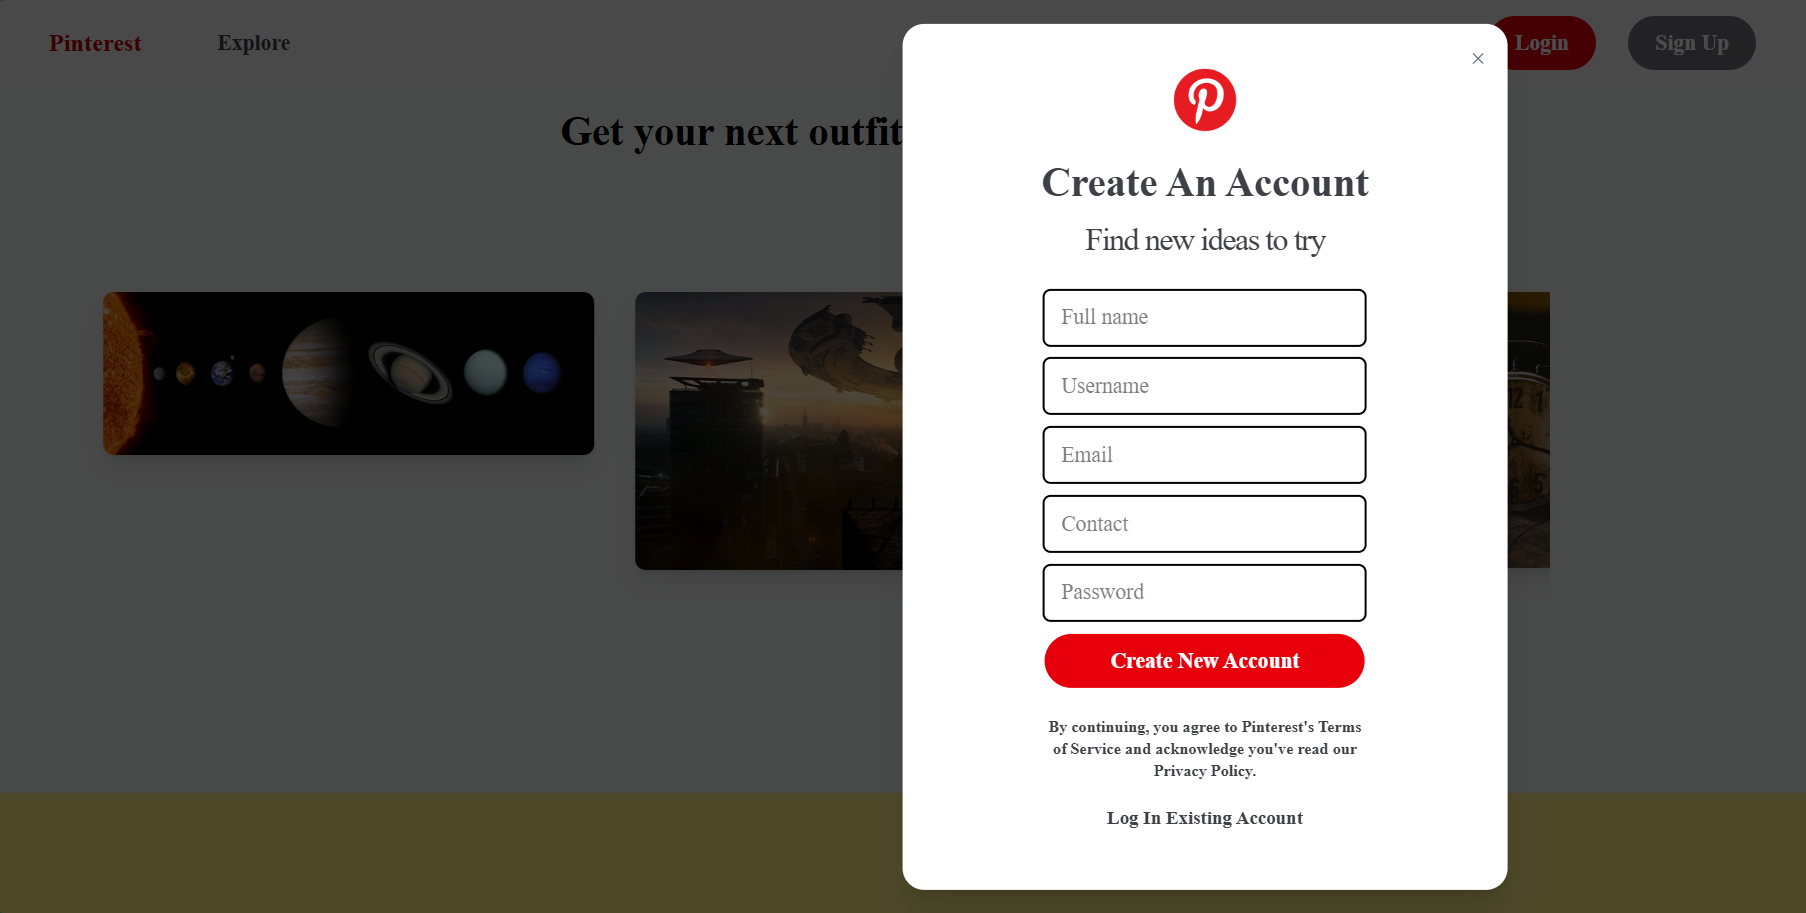 Pinterest
Explore
Login
Sign Up
Get your next outfit
Create An Account
Find new ideas to try
Full name
Username
Email
Contact
Password
Create New Account
By continuing, you agree to Pinterest's Terms
of Service and acknowledge you've read our
Privacy Policy.
Log In Existing Account